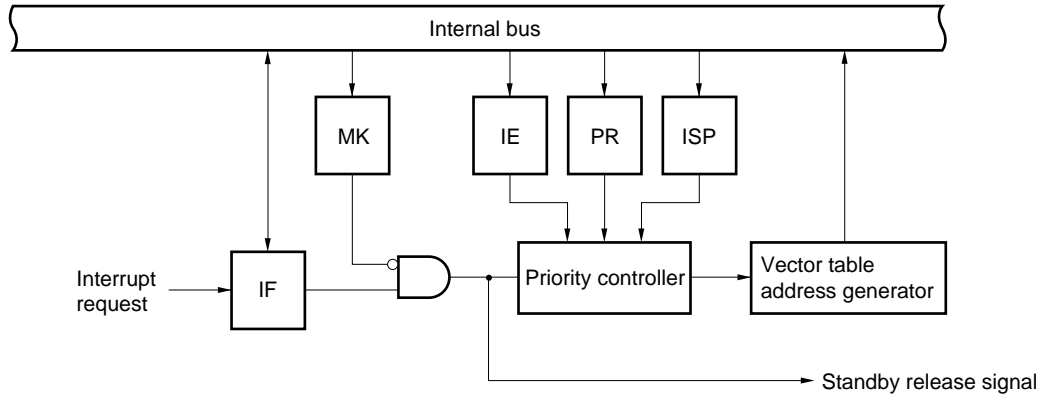 Internal bus
MK
IE
PR
ISP
Interrupt
request
IF
Priority controller
Vector table
address generator
Standby release signal